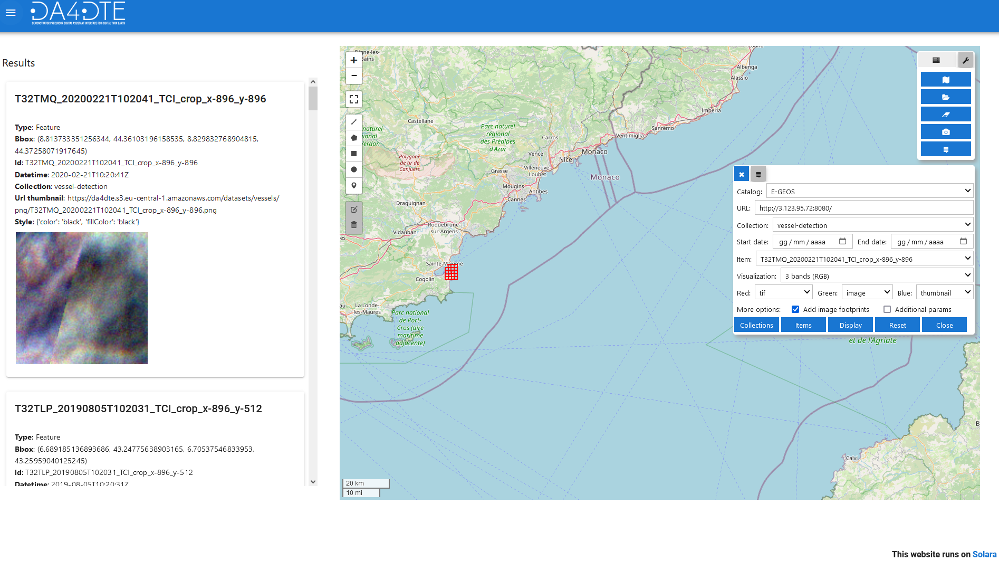 DA4DTE
DEMONSTRATOR PRECURSOR DIGITAL ASSISTANT INTERFACE FOR DIGITAL TWIN EARTH
Results
T32TMQ_20200221T102041_TCI_crop_x-896_y-896
Type: Feature
Bbox: (8.813733351256344, 44.36103196158535, 8.829832768904815,
44.37258071917645)
Id: T32TMQ_20200221T102041_TCI_crop_x-896_y-896
Datetime: 2020-02-21T10:20:41Z
Collection: vessel-detection
Url thumbnail: https://da4dte.s3.eu-central-1.amazonaws.com/datasets/vessels/
png/T32TMQ_20200221T102041_TCI_crop_x-896_y-896.png
Style: {'color': 'black', 'fillColor': 'black'}
T32TLP_20190805T102031_TCI_crop_x-896_y-512
Type: Feature
Bbox: (6.689185136893686, 43.24775638903165, 6.70537546833953,
43.25959040125245)
Id: T32TLP_20190805T102031_TCI_crop_x-896_y-512
Datetime: 2019-08-05T10:20:31Z
+
−
Digne-les-
Bains
Albenga
Alassio
Imperia
Sanremo
Ventimiglia
Castellane
Parc naturel
régional
des Préalpes
d'Azur
naturel
Verdon
Carros
Vence
Monaco
Nice
Monaco
Polygone
de tir de
Canjuers
Grasse
Villeneuve-
Loubet
Mougins
Antibes
Cannes
Draguignan
Roquebrune-
sur-Argens
Vidauban
Sainte-Maxime
Cogolin
La Londe-
les-Maures
Parc national
de Port-
Cros (aire
maritime
adjacente)
et de l'Agriate
Calvi
20 km
10 mi
Catalog: E-GEOS
URL: http://3.123.95.72:8080/
Collection: vessel-detection
Start date: gg/mm/aaaa End date: gg/mm/aaaa
Item: T32TMQ_20200221T102041_TCI_crop_x-896_y-896
Visualization: 3 bands (RGB)
Red: tif Green: image Blue: thumbnail
More options: Add image footprints Additional params
Collections Items Display Reset Close
This website runs on Solara